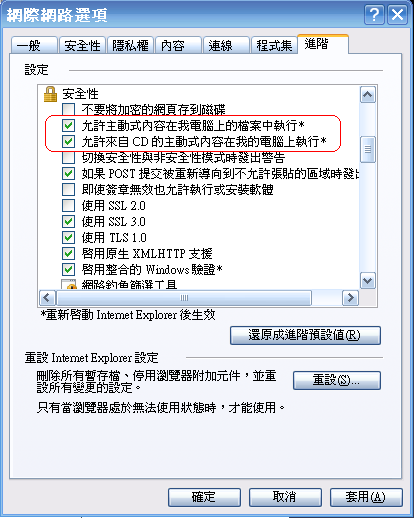 網際網路選項
一般 安全性 隱私權 內容 連線 程式集 進階
設定
安全性
不要將加密的網頁存到磁碟
允許主動式內容在我電腦上的檔案中執行*
允許來自 CD 的主動式內容在我的電腦上執行*
切換安全性與非安全性模式時發出警告
如果 POST 提交被重新導向到不允許張貼的區域時發出
即使簽章無效也允許執行或安裝軟體
使用 SSL 2.0
使用 SSL 3.0
使用 TLS 1.0
啟用原生 XMLHTTP 支援
啟用整合的 Windows 驗證*
網路釣魚篩選工具
*重新啟動 Internet Explorer 後生效
還原成進階預設值(R)
重設 Internet Explorer 設定
刪除所有暫存檔、停用瀏覽器附加元件，並重
設所有變更的設定。
重設(S)...
只有當瀏覽器處於無法使用狀態時，才能使用。
確定 取消 套用(A)